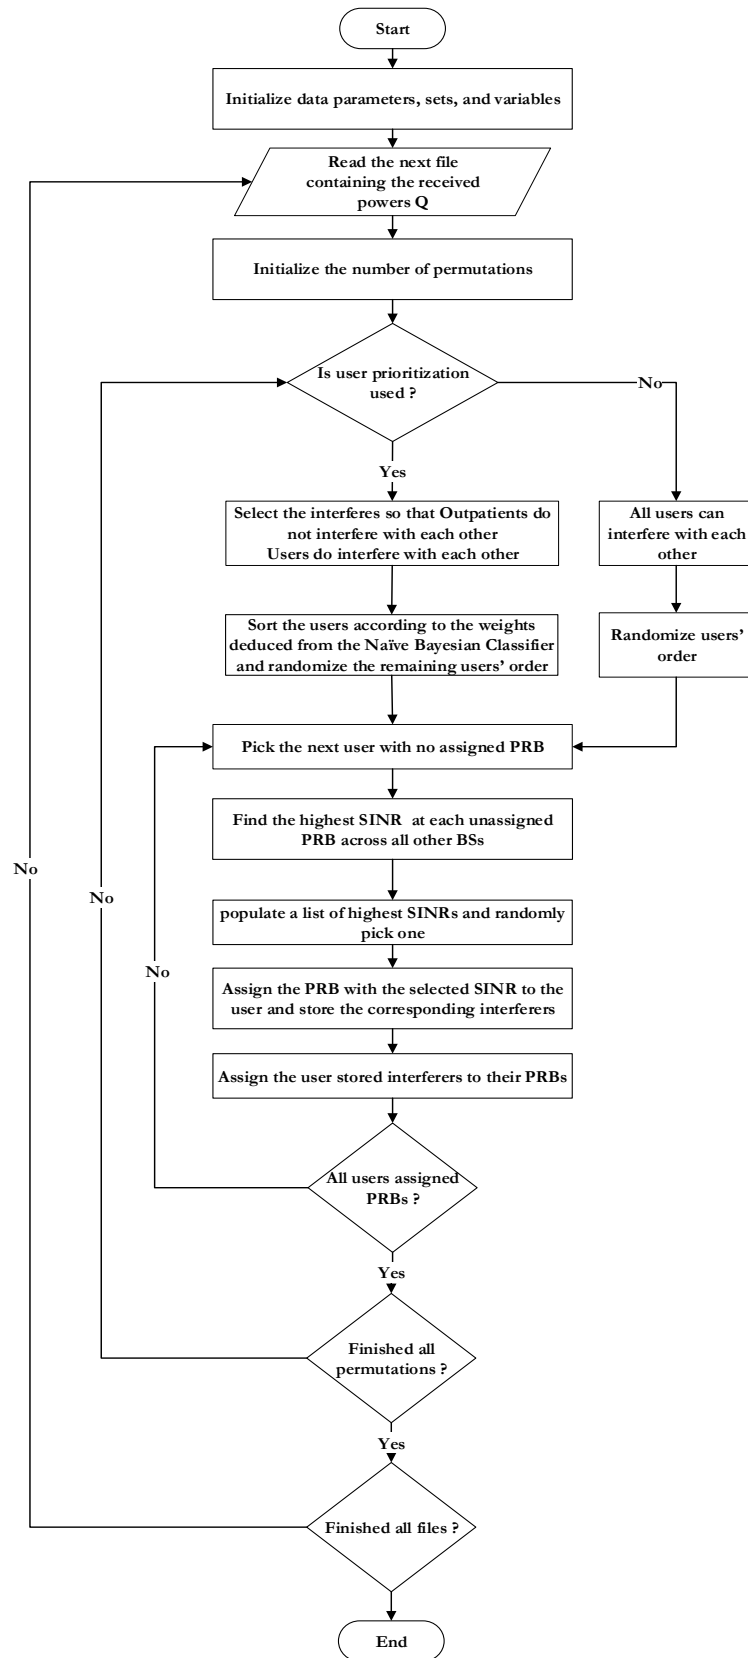 Start
Initialize data parameters, sets, and variables
Read the next file
containing the received
powers Q
Initialize the number of permutations
Is user prioritization
used ?
No
Yes
Select the interferes so that Outpatients do
not interfere with each other
Users do interfere with each other
All users can
interfere with each
other
Sort the users according to the weights
deduced from the Naïve Bayesian Classifier
and randomize the remaining users’ order
Randomize users’
order
Pick the next user with no assigned PRB
Find the highest SINR at each unassigned
PRB across all other BSs
No
No
populate a list of highest SINRs and randomly
pick one
No
Assign the PRB with the selected SINR to the
user and store the corresponding interferers
Assign the user stored interferers to their PRBs
All users assigned
PRBs ?
Yes
Finished all
permutations ?
Yes
Finished all files ?
End